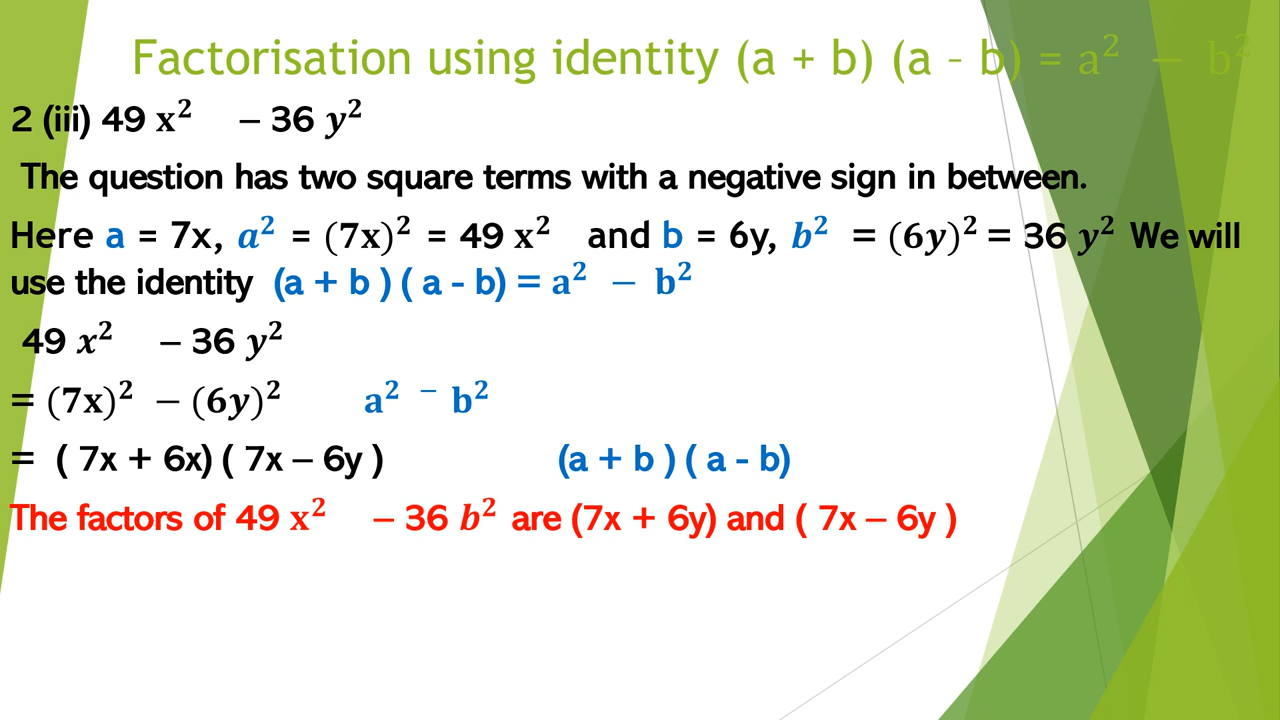 Factorisation using identity (a + b) (a – b) = a² − b²
2 (iii) 49 x² − 36 y²
The question has two square terms with a negative sign in between.
Here a = 7x, a² = (7x)² = 49 x² and b = 6y, b² = (6y)² = 36 y² We will
use the identity (a + b ) ( a - b) = a² − b²
49 x² − 36 y²
= (7x)² − (6y)² a² − b²
= ( 7x + 6x) ( 7x – 6y ) (a + b ) ( a - b)
The factors of 49 x² − 36 b² are (7x + 6y) and ( 7x – 6y )